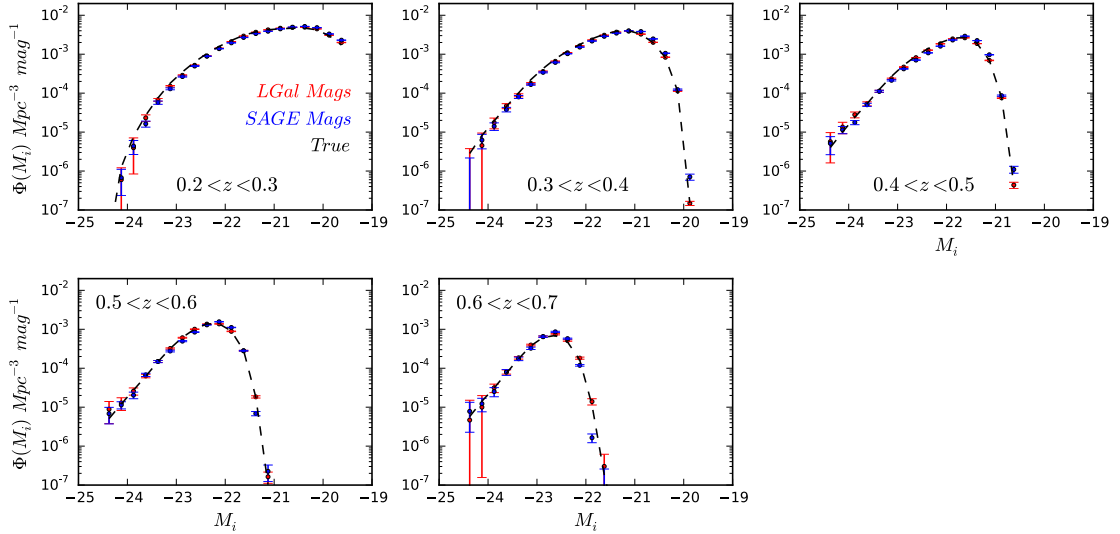 10⁻²
10⁻³
10⁻⁴
10⁻⁵
10⁻⁶
10⁻⁷
Φ(M_i) Mpc⁻³ mag⁻¹
LGal Mags
SAGE Mags
True
0.2 < z < 0.3
−25 −24 −23 −22 −21 −20 −19
10⁻²
10⁻³
10⁻⁴
10⁻⁵
10⁻⁶
10⁻⁷
0.3 < z < 0.4
−25 −24 −23 −22 −21 −20 −19
10⁻²
10⁻³
10⁻⁴
10⁻⁵
10⁻⁶
10⁻⁷
0.4 < z < 0.5
−25 −24 −23 −22 −21 −20 −19
M_i
10⁻²
10⁻³
10⁻⁴
10⁻⁵
10⁻⁶
10⁻⁷
Φ(M_i) Mpc⁻³ mag⁻¹
0.5 < z < 0.6
−25 −24 −23 −22 −21 −20 −19
M_i
10⁻²
10⁻³
10⁻⁴
10⁻⁵
10⁻⁶
10⁻⁷
0.6 < z < 0.7
−25 −24 −23 −22 −21 −20 −19
M_i